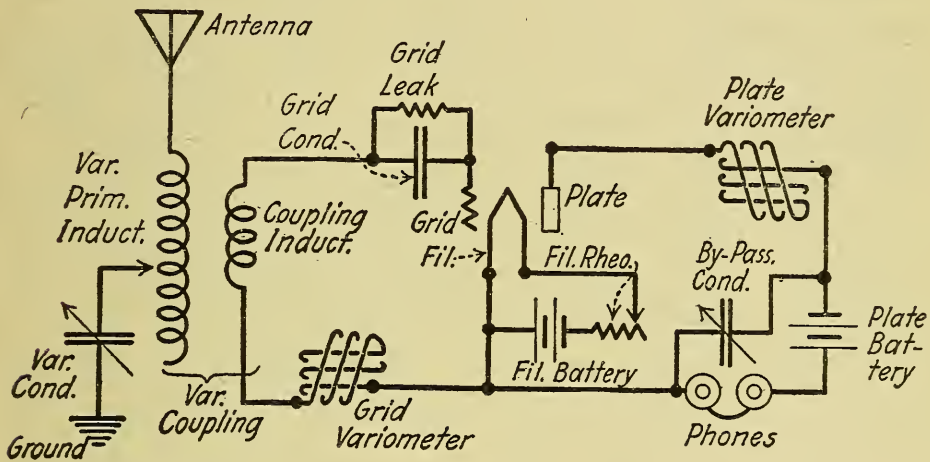 Antenna
Grid
Leak
Grid
Cond.
Plate
Variometer
Var.
Prim.
Induct.
Coupling
Induct.
Grid
Plate
Fil.
Fil. Rheo.
By-Pass.
Cond.
Var.
Cond.
Var.
Coupling
Fil. Battery
Plate
Bat-
tery
Grid
Variometer
Phones
Ground